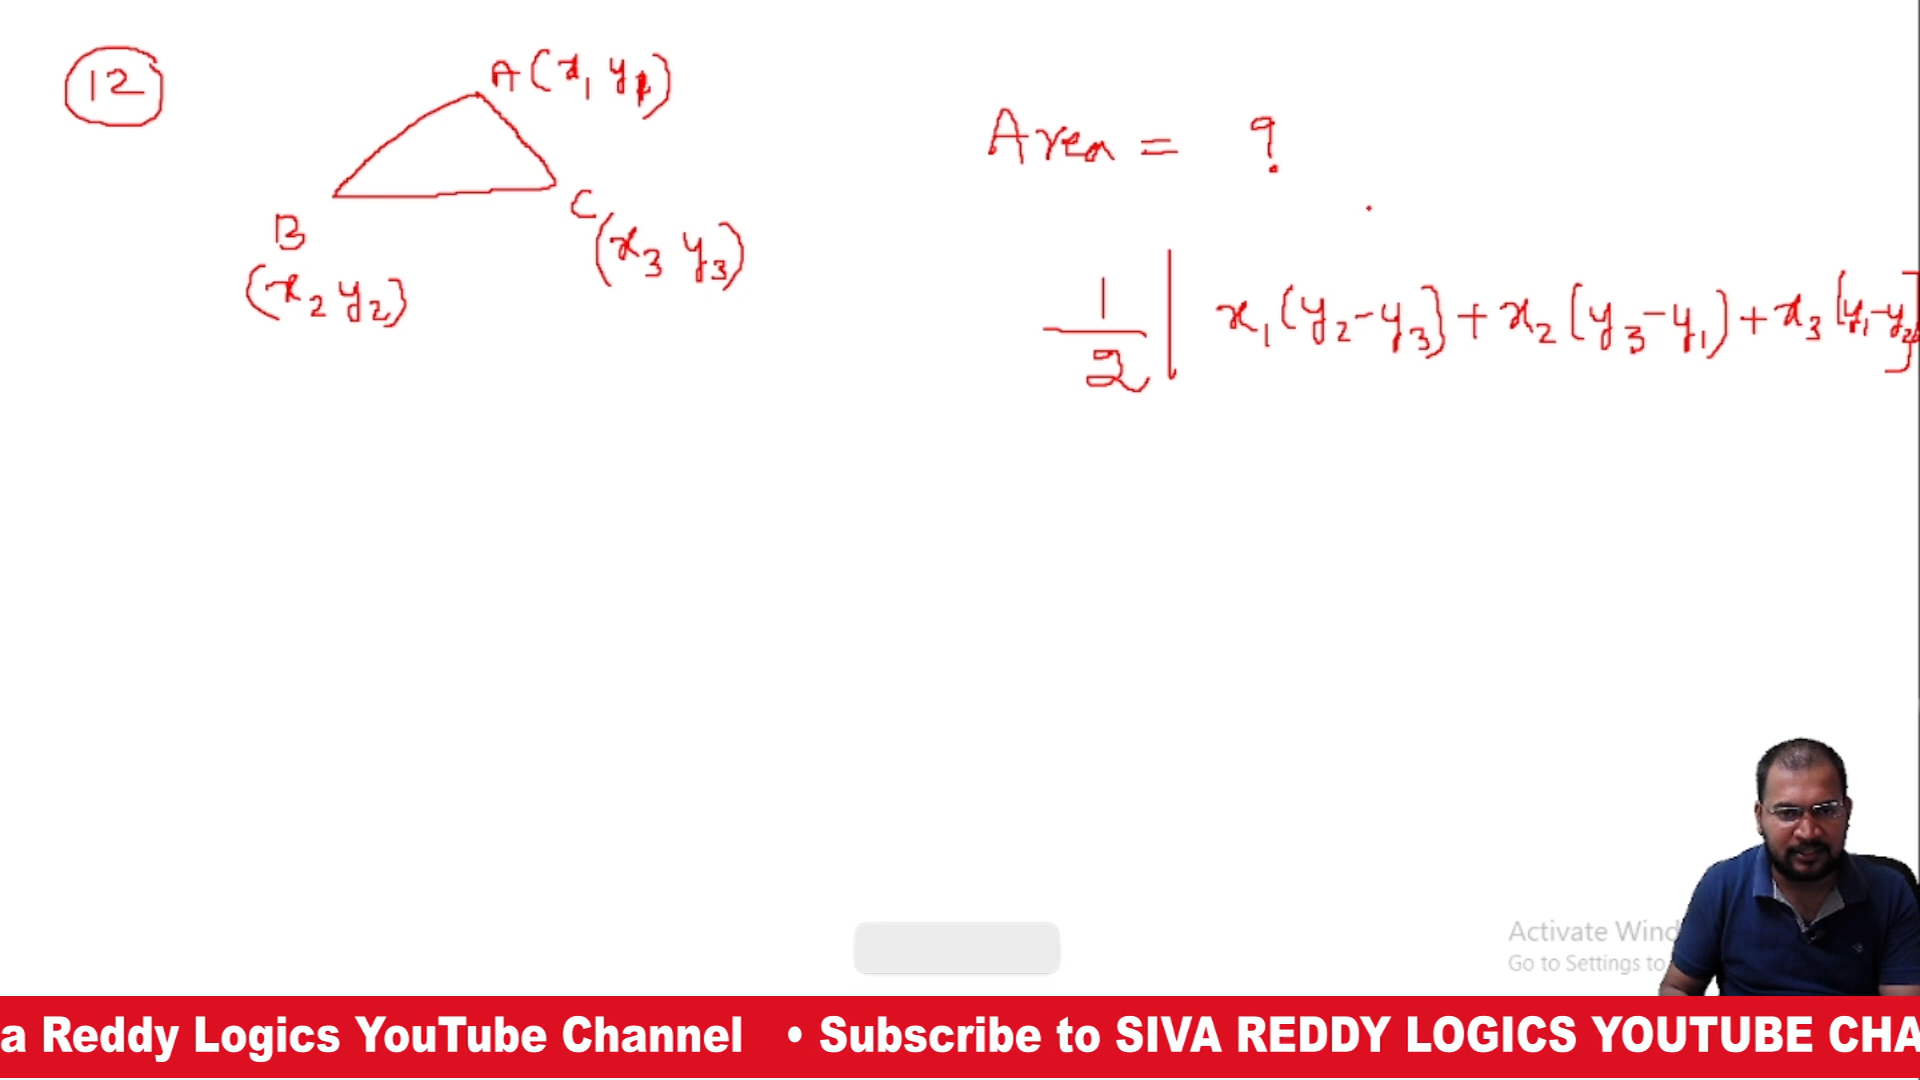 12
A(x₁ y₁)
B
(x₂ y₂)
C
(x₃ y₃)
Area = ?
1/2 | x₁(y₂-y₃)+x₂(y₃-y₁)+x₃(y₁-y₂)
Activate Wind
Go to Settings to
a Reddy Logics YouTube Channel • Subscribe to SIVA REDDY LOGICS YOUTUBE CHA